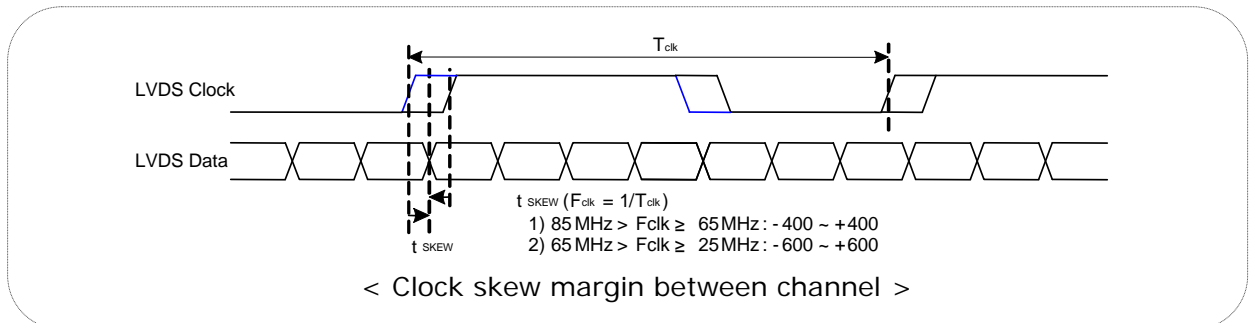 Tclk
LVDS Clock
LVDS Data
t SKEW (Fclk = 1/Tclk)
1) 85 MHz > Fclk ≥ 65 MHz : - 400 ~ + 400
2) 65 MHz > Fclk ≥ 25 MHz : - 600 ~ + 600
t SKEW
< Clock skew margin between channel >